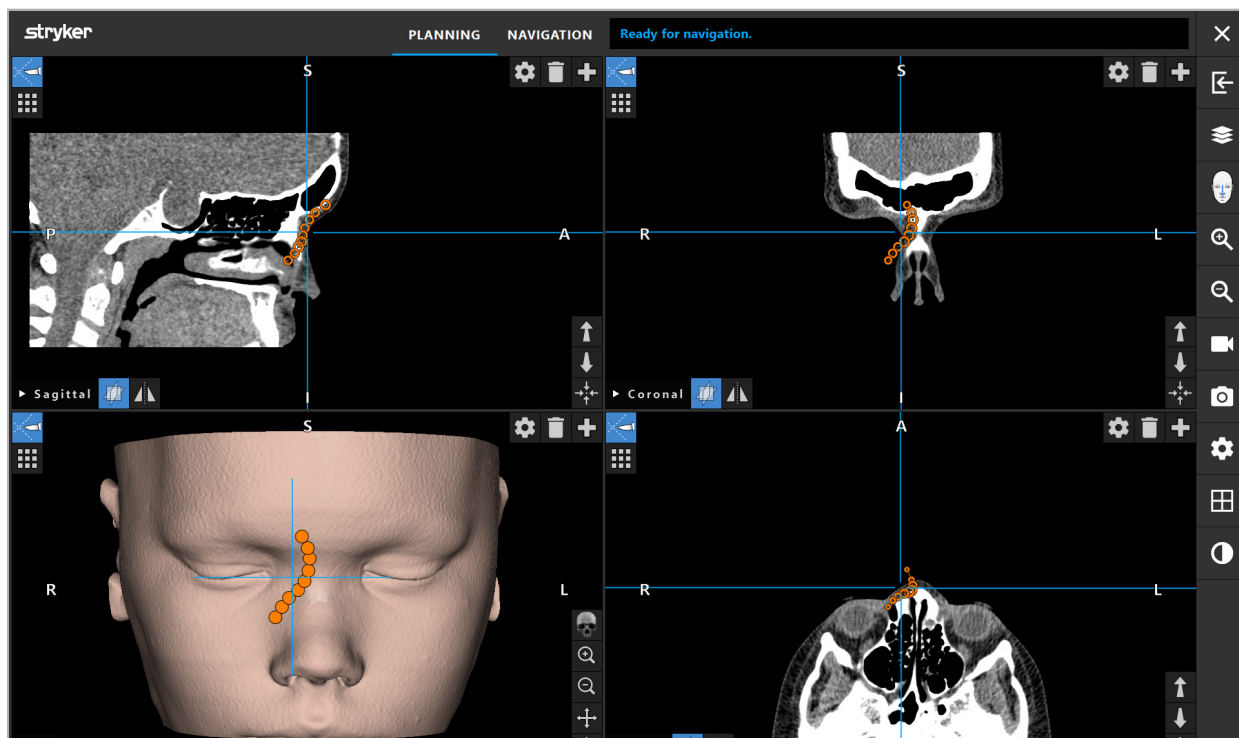 stryker
PLANNING NAVIGATION Ready for navigation.
S
P A
I
Sagittal
S
R L
I
Coronal
S
R L
A
R L